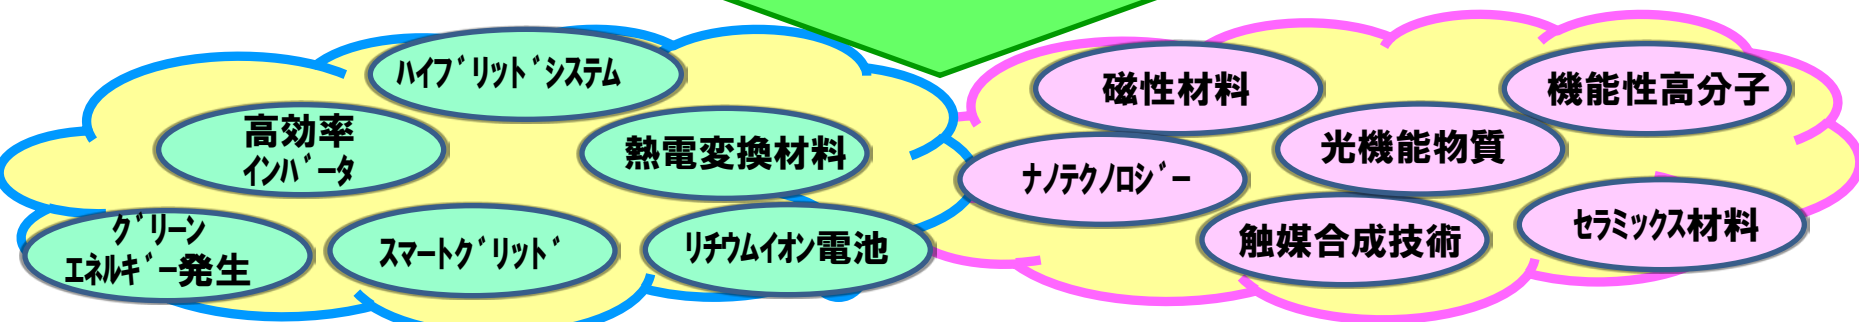 ﾊｲﾌﾞﾘｯﾄﾞｼｽﾃﾑ
高効率
ｲﾝﾊﾞｰﾀ
熱電変換材料
ｸﾞﾘｰﾝ
ｴﾈﾙｷﾞｰ発生
ｽﾏｰﾄｸﾞﾘｯﾄﾞ
ﾘﾁｳﾑｲｵﾝ電池
磁性材料
機能性高分子
光機能物質
ﾅﾉﾃｸﾉﾛｼﾞｰ
触媒合成技術
ｾﾗﾐｯｸｽ材料